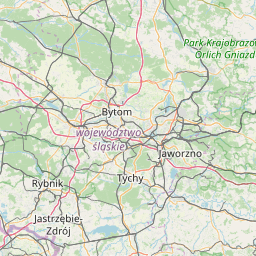 Park Krajobrazo
Orlich Gniazd
Bytom
województwo
śląskie
Jaworzno
Tychy
Rybnik
Jastrzębie-
Zdrój